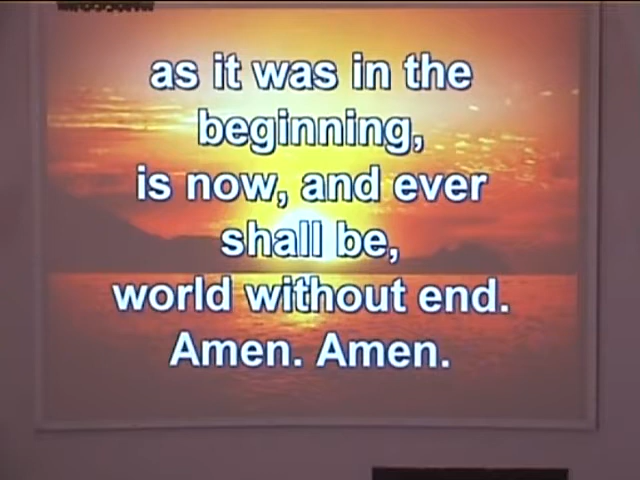 as it was in the
beginning,
is now, and ever
shall be,
world without end.
Amen. Amen.